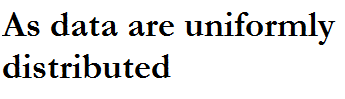 As data are uniformly
distributed